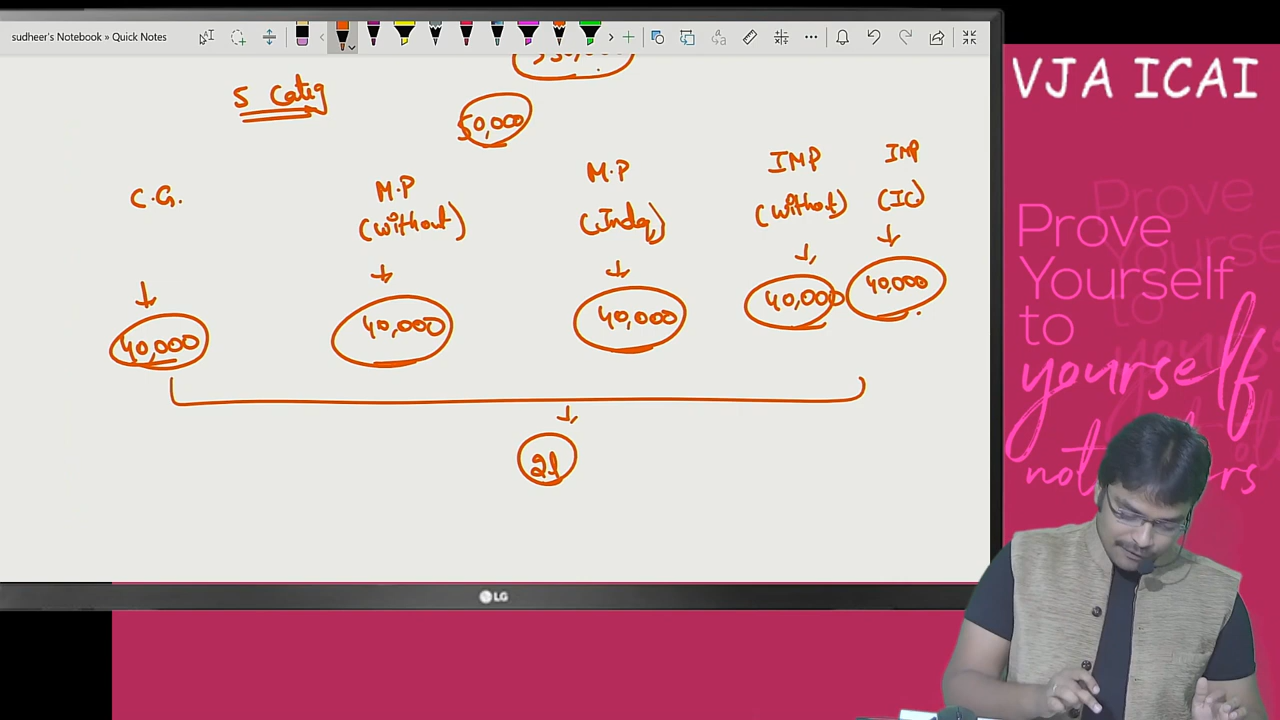 sudheer's Notebook » Quick Notes
VJA ICAI
5 Categ
50,000
C.G.
M.P
(without)
M.P
(Indeq)
IMP
(without)
IMP
(IC)
40,000
40,000
40,000
40,000
40,000
2l
LG
Prove
Yourself
to
yourself